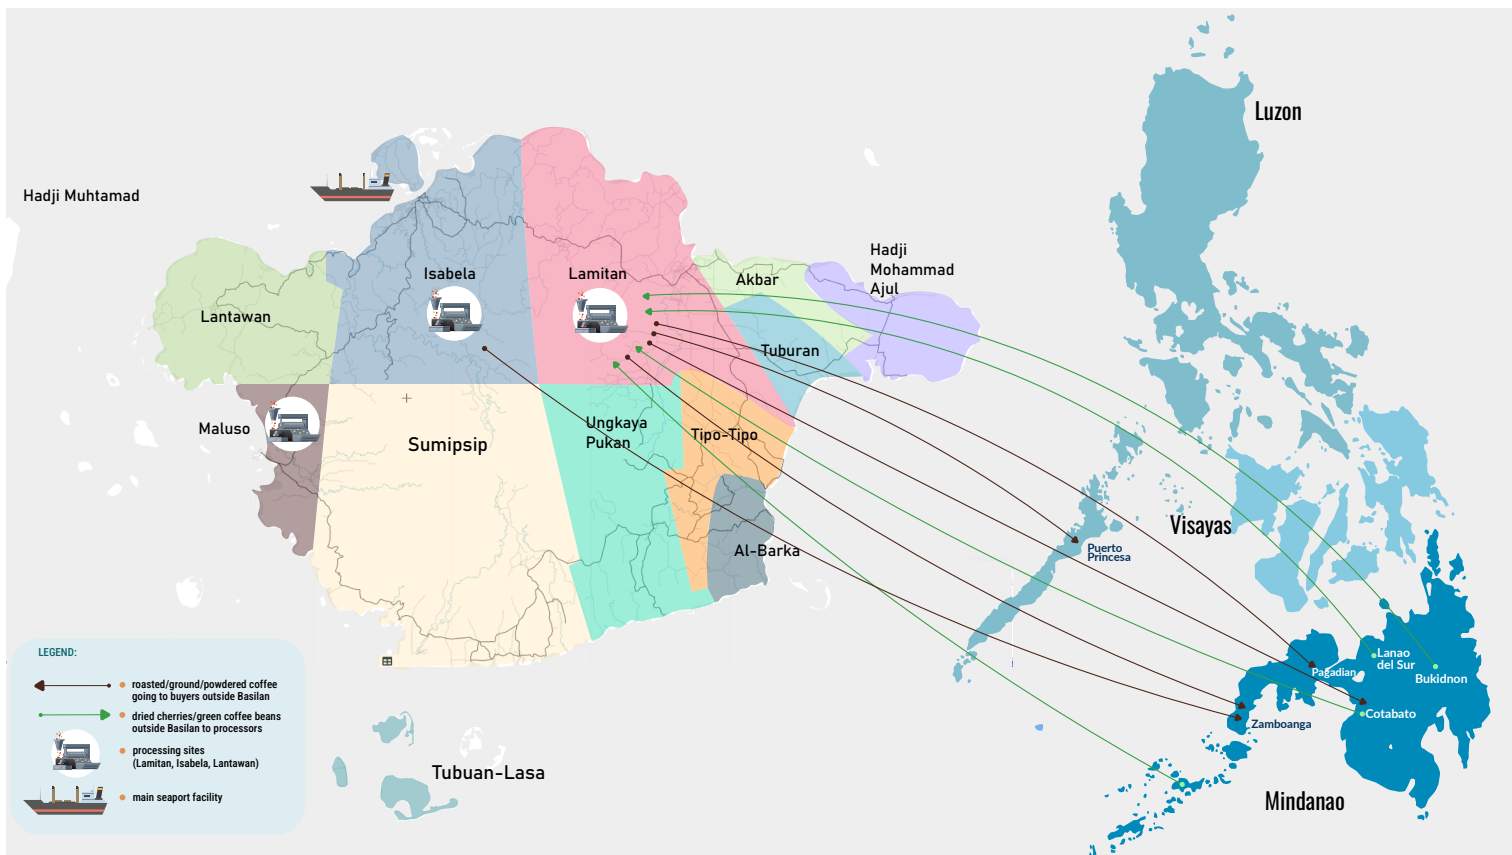 Luzon
Hadji Muhtamad
Hadji
Mohammad
Ajul
Isabela
Lamitan
Akbar
Lantawan
Tuburan
Maluso
Sumipsip
Ungkaya
Pukan
Tipo-Tipo
Visayas
Al-Barka
Puerto
Princesa
Lanao
del Sur
Pagadian
Bukidnon
Cotabato
Zamboanga
Tubuan-Lasa
Mindanao
LEGEND:
roasted/ground/powdered coffee
going to buyers outside Basilan
dried cherries/green coffee beans
outside Basilan to processors
processing sites
(Lamitan, Isabela, Lantawan)
main seaport facility